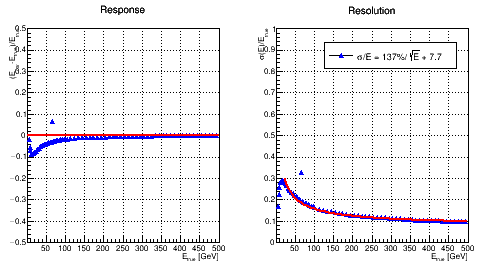 Response
(E_Rec - E_true)/E_true
0.5
0.4
0.3
0.2
0.1
0
-0.1
-0.2
-0.3
-0.4
-0.5
50 100 150 200 250 300 350 400 450 500
E_true [GeV]
Resolution
σ(E)/E_true
1
0.9
0.8
0.7
0.6
0.5
0.4
0.3
0.2
0.1
0
σ/E = 137%/√E + 7.7
50 100 150 200 250 300 350 400 450 500
E_true [GeV]